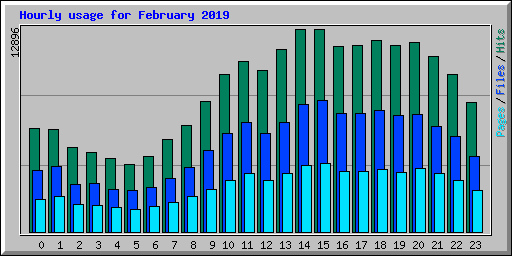 Hourly usage for February 2019
12896
Pages/Files/Hits
0 1 2 3 4 5 6 7 8 9 10 11 12 13 14 15 16 17 18 19 20 21 22 23